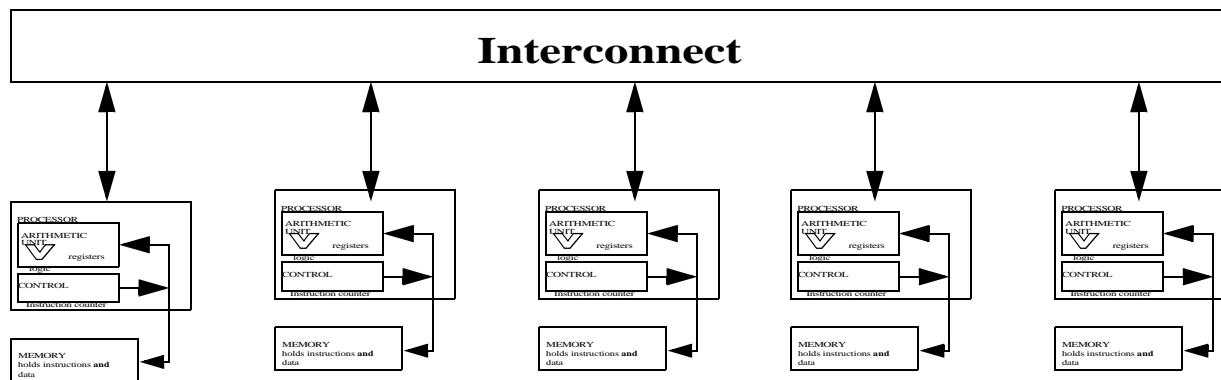 Interconnect
PROCESSOR
ARITHMETIC
UNIT
registers
logic
CONTROL
Instruction counter
MEMORY
holds instructions and
data
PROCESSOR
ARITHMETIC
UNIT
registers
logic
CONTROL
Instruction counter
MEMORY
holds instructions and
data
PROCESSOR
ARITHMETIC
UNIT
registers
logic
CONTROL
Instruction counter
MEMORY
holds instructions and
data
PROCESSOR
ARITHMETIC
UNIT
registers
logic
CONTROL
Instruction counter
MEMORY
holds instructions and
data
PROCESSOR
ARITHMETIC
UNIT
registers
logic
CONTROL
Instruction counter
MEMORY
holds instructions and
data